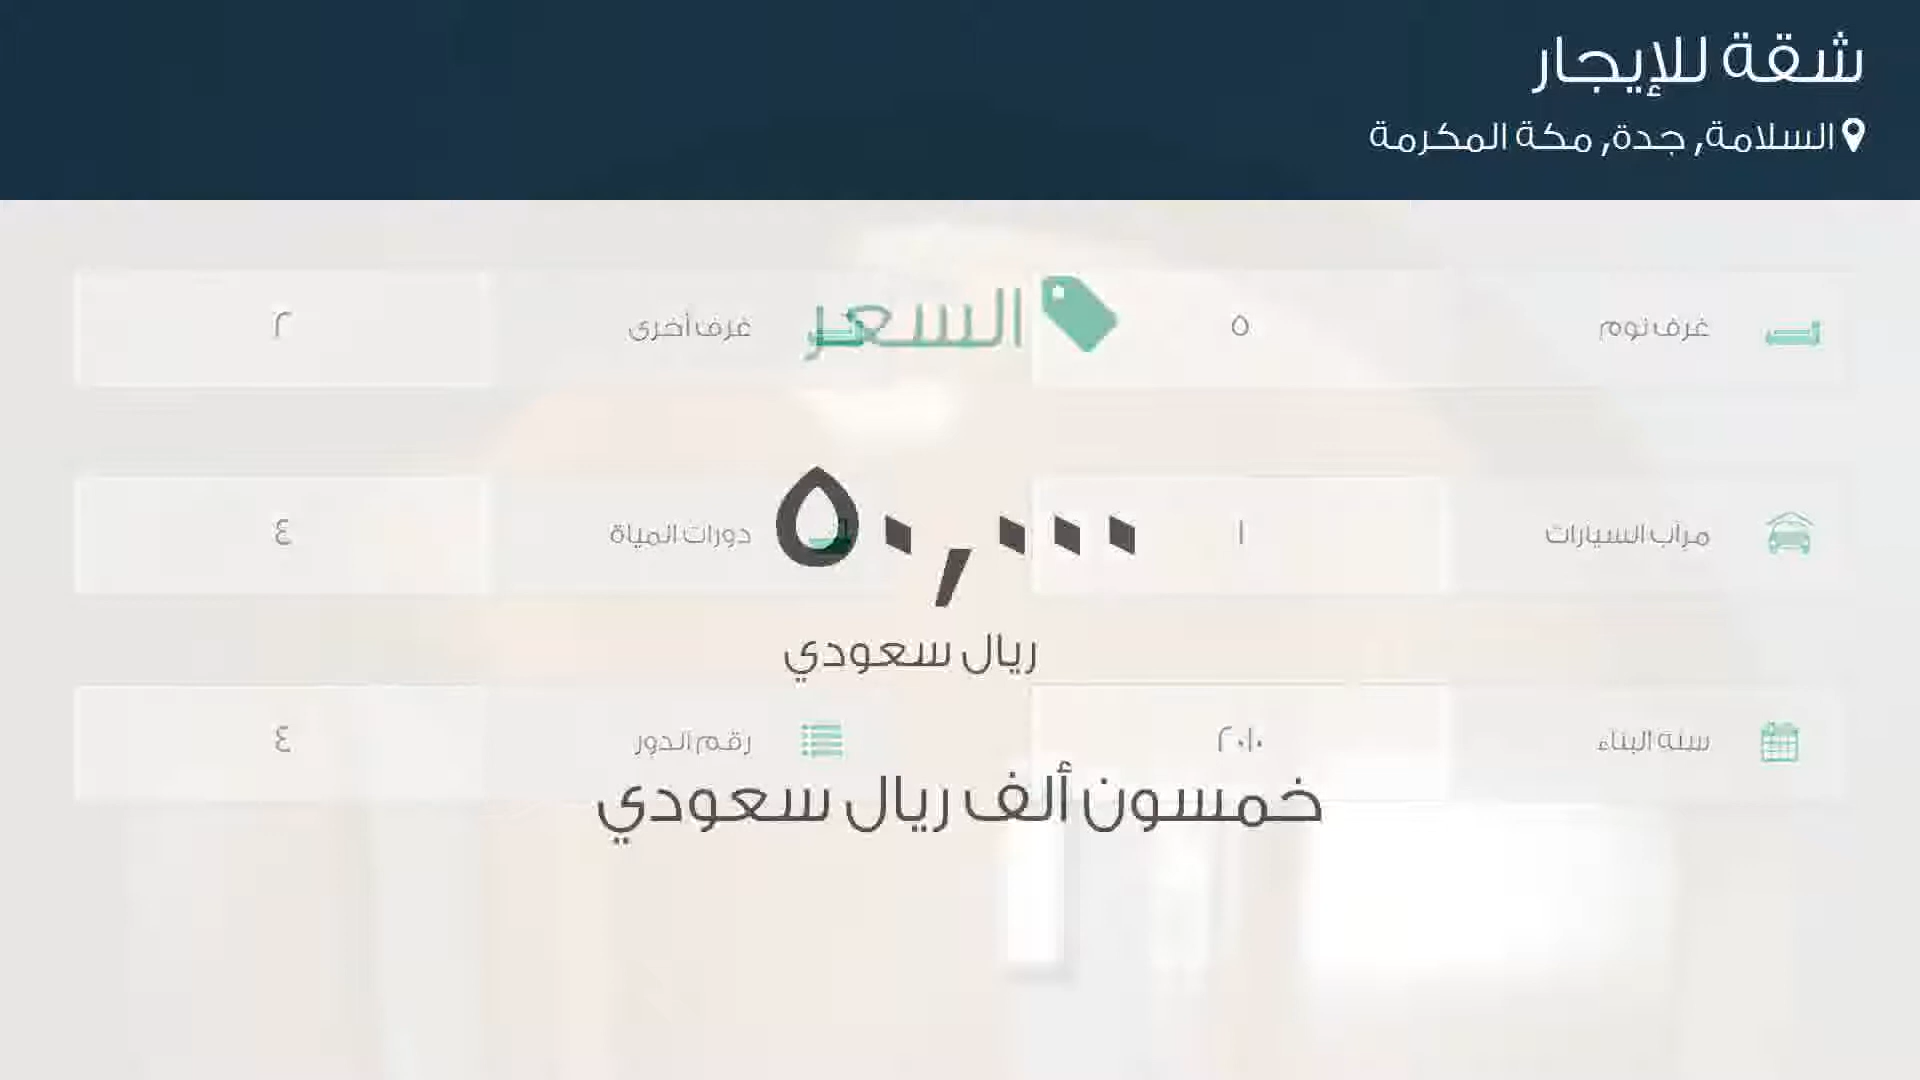 شقة للإيجار
السلامة, جدة, مكة المكرمة
السعر
غرف نوم ٥ غرف أخرى ٢
٥٠,٠٠٠
مرآب السيارات ١ دورات المياة ٤
ريال سعودي
سنة البناء ٢٠١٠ رقم الدور ٤
خمسون ألف ريال سعودي